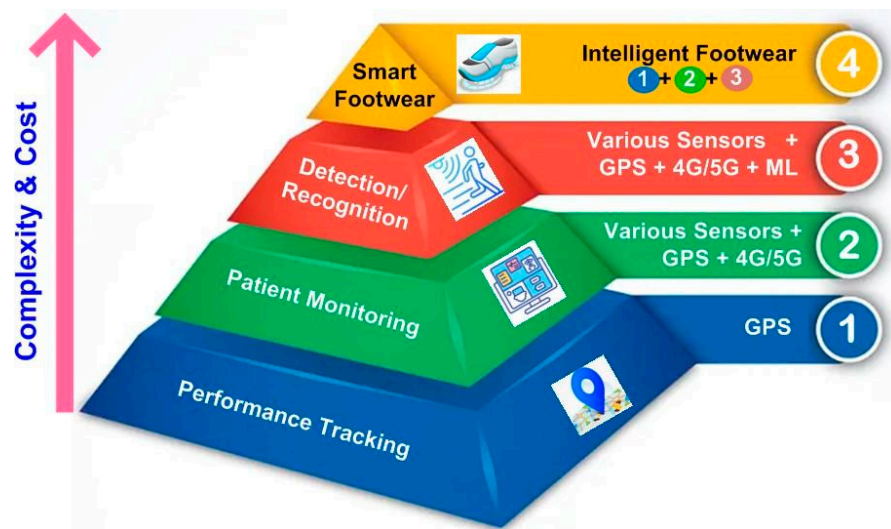 Complexity & Cost
Smart
Footwear
Intelligent Footwear
1 + 2 + 3
4
Detection/
Recognition
Various Sensors +
GPS + 4G/5G + ML
3
Patient Monitoring
Various Sensors +
GPS + 4G/5G
2
Performance Tracking
GPS
1